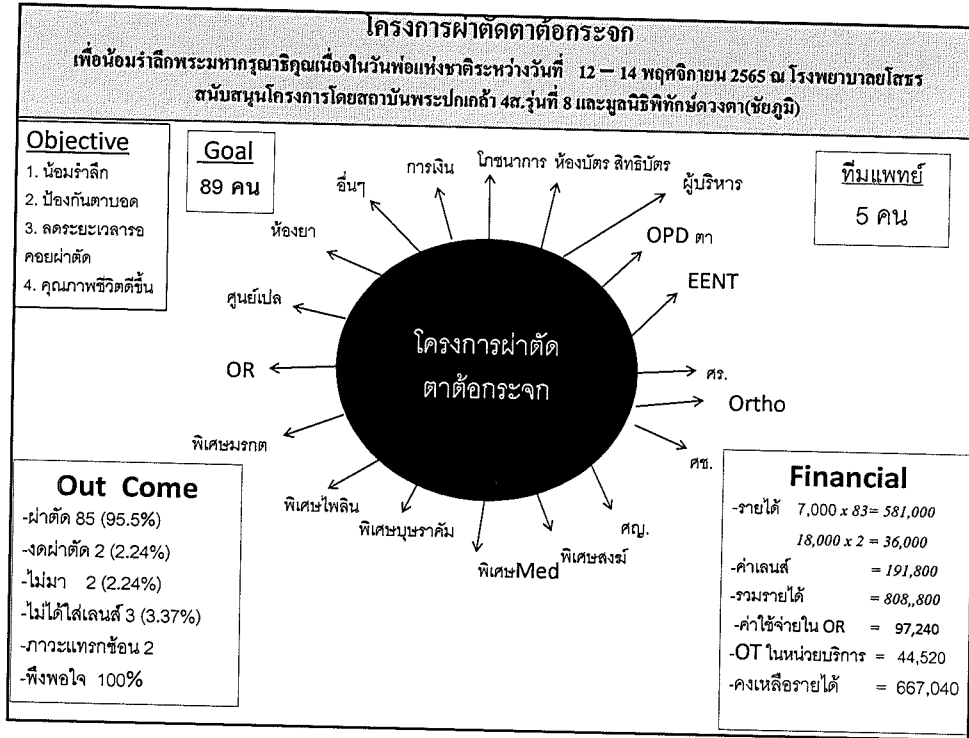 โครงการผ่าตัดตาต้อกระจก
เพื่อน้อมรำลึกพระมหากรุณาธิคุณเนื่องในวันพ่อแห่งชาติระหว่างวันที่ 12 – 14 พฤศจิกายน 2565 ณ โรงพยาบาลยโสธร
สนับสนุนโครงการโดยสถาบันพระปกเกล้า 4ส.รุ่นที่ 8 และมูลนิธิพิทักษ์ดวงตา(ชัยภูมิ)
Objective
1. น้อมรำลึก
2. ป้องกันตาบอด
3. ลดระยะเวลารอ
คอยผ่าตัด
4. คุณภาพชีวิตดีขึ้น
Goal
89 คน
อื่นๆ
การเงิน
โภชนาการ
ห้องบัตร สิทธิบัตร
ผู้บริหาร
ทีมแพทย์
5 คน
ห้องยา
OPD ตา
ศูนย์เปล
EENT
OR
โครงการผ่าตัด
ตาต้อกระจก
ศร.
Ortho
พิเศษมรกต
ศช.
พิเศษไพลิน
พิเศษบุษราคัม
พิเศษMed
พิเศษสงฆ์
ศญ.
Out Come
-ผ่าตัด 85 (95.5%)
-งดผ่าตัด 2 (2.24%)
-ไม่มา 2 (2.24%)
-ไม่ได้ใส่เลนส์ 3 (3.37%)
-ภาวะแทรกซ้อน 2
-พึงพอใจ 100%
Financial
-รายได้ 7,000 x 83= 581,000
18,000 x 2 = 36,000
-ค่าเลนส์ = 191,800
-รวมรายได้ = 808,,800
-ค่าใช้จ่ายใน OR = 97,240
-OT ในหน่วยบริการ = 44,520
-คงเหลือรายได้ = 667,040